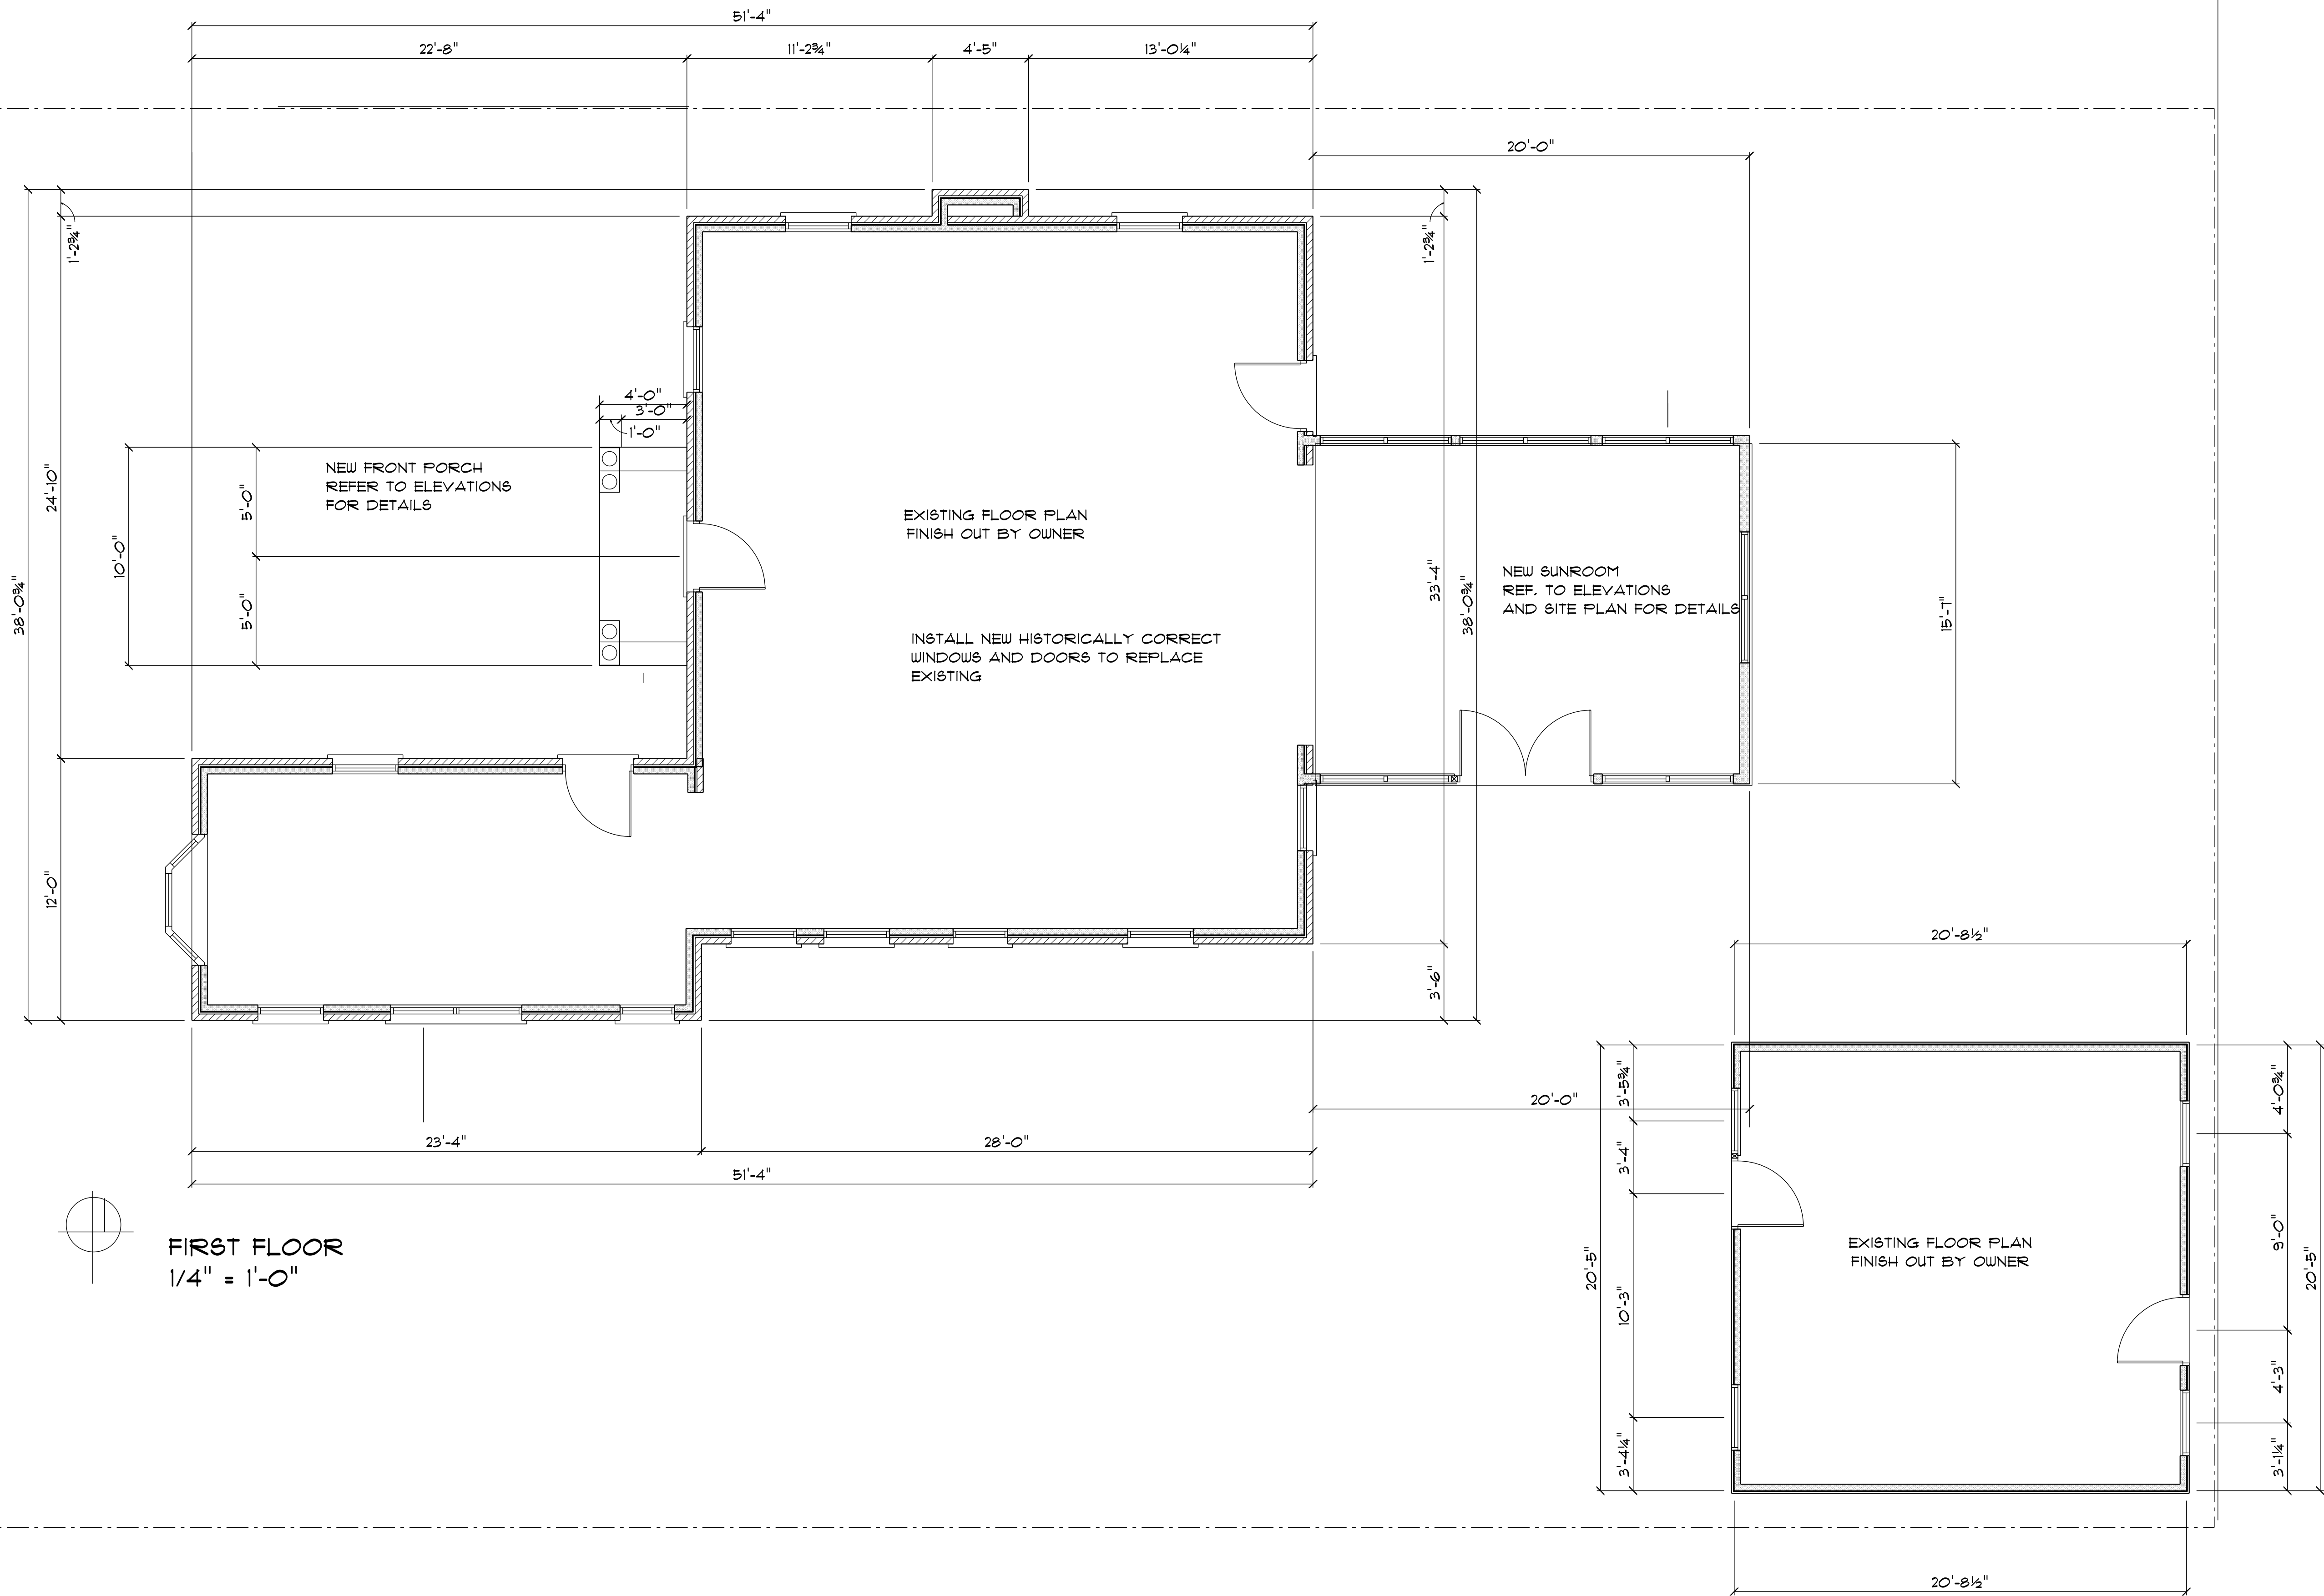 51'-4"
22'-8"
11'-2¾"
4'-5"
13'-0¼"
20'-0"
1'-2¾"
1'-2¾"
4'-0"
3'-0"
1'-0"
NEW FRONT PORCH
REFER TO ELEVATIONS
FOR DETAILS
24'-10"
5'-0"
10'-0"
5'-0"
38'-0¾"
12'-0"
EXISTING FLOOR PLAN
FINISH OUT BY OWNER
INSTALL NEW HISTORICALLY CORRECT
WINDOWS AND DOORS TO REPLACE
EXISTING
33'-4"
38'-0¾"
3'-6"
NEW SUNROOM
REF. TO ELEVATIONS
AND SITE PLAN FOR DETAILS
15'-7"
20'-8½"
20'-0"
23'-4"
28'-0"
51'-4"
FIRST FLOOR
1/4" = 1'-0"
3'-5¾"
3'-4"
10'-3"
3'-4¼"
20'-5"
EXISTING FLOOR PLAN
FINISH OUT BY OWNER
4'-0¾"
9'-0"
4'-3"
3'-1¼"
20'-5"
20'-8½"